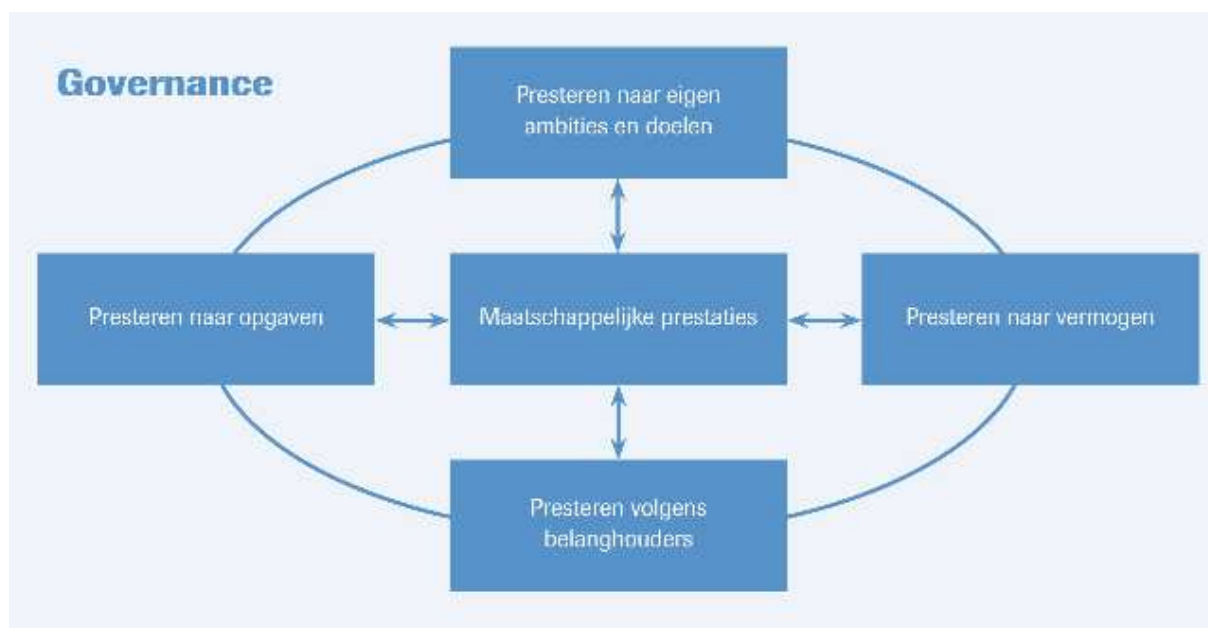 Governance
Presteren naar eigen
ambities en doelen
Presteren naar opgaven
Maatschappelijke prestaties
Presteren naar vermogen
Presteren volgens
belanghouders